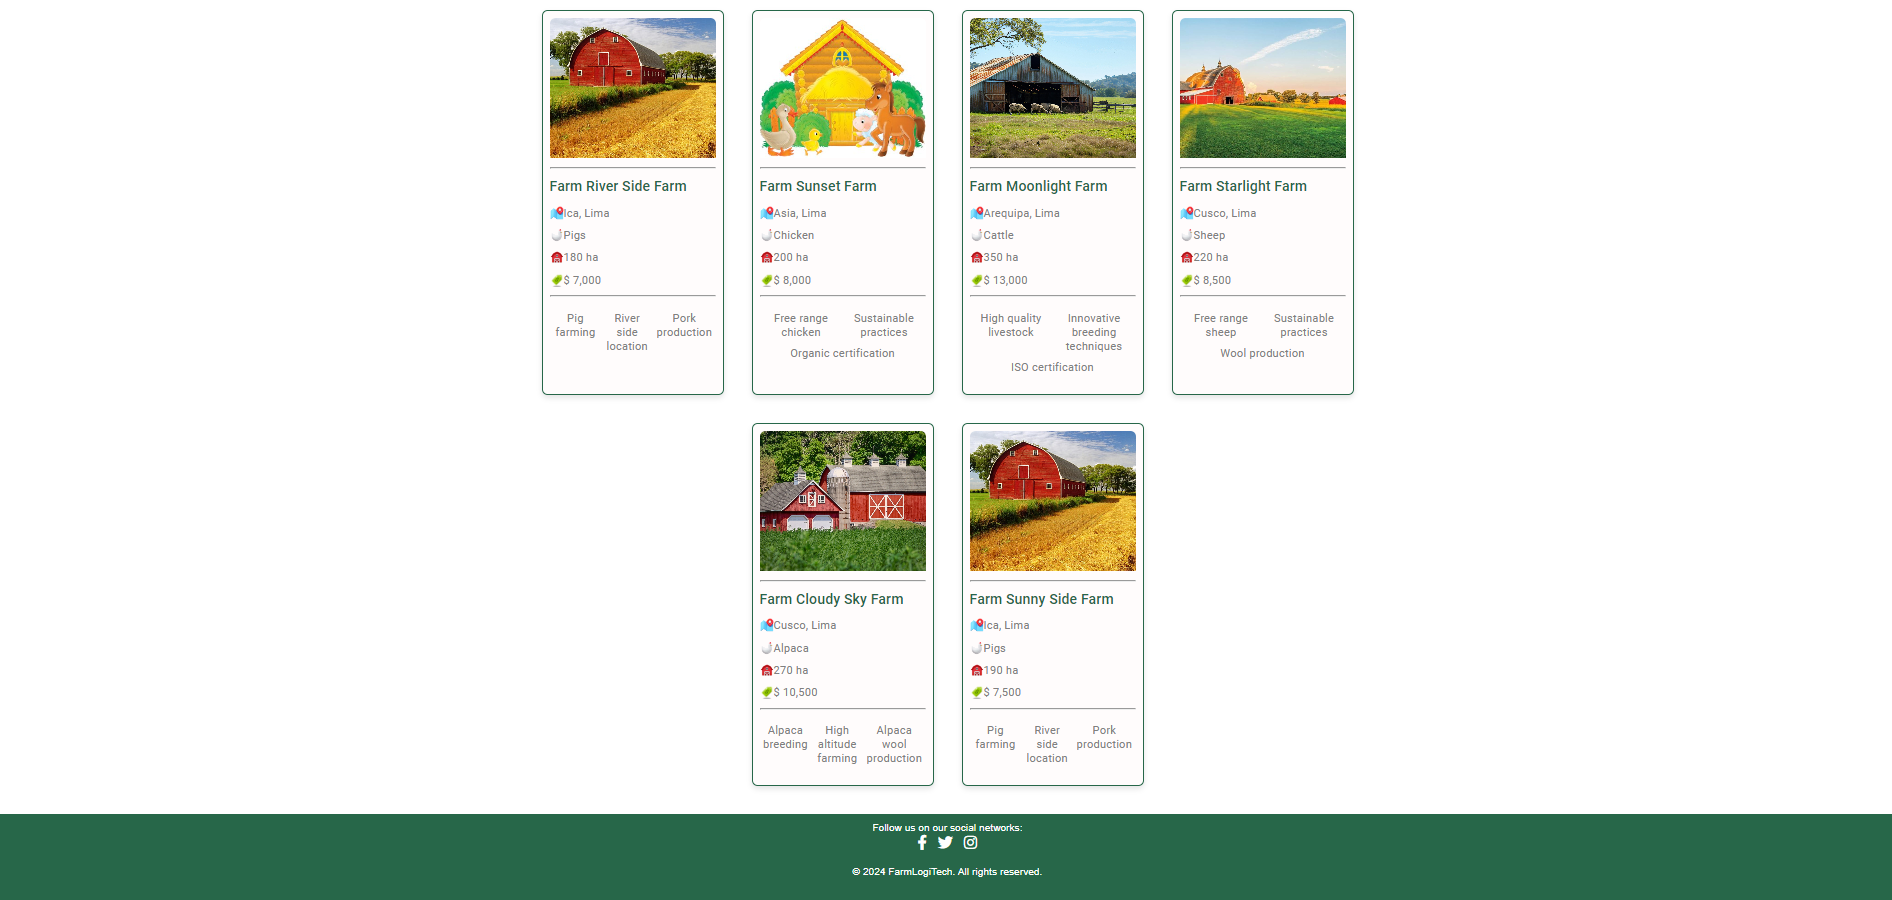 Farm River Side Farm
Ica, Lima
Pigs
180 ha
$ 7,000
Pig farming
River side location
Pork production
Farm Sunset Farm
Asia, Lima
Chicken
200 ha
$ 8,000
Free range chicken
Sustainable practices
Organic certification
Farm Moonlight Farm
Arequipa, Lima
Cattle
350 ha
$ 13,000
High quality livestock
Innovative breeding techniques
ISO certification
Farm Starlight Farm
Cusco, Lima
Sheep
220 ha
$ 8,500
Free range sheep
Sustainable practices
Wool production
Farm Cloudy Sky Farm
Cusco, Lima
Alpaca
270 ha
$ 10,500
Alpaca breeding
High altitude farming
Alpaca wool production
Farm Sunny Side Farm
Ica, Lima
Pigs
190 ha
$ 7,500
Pig farming
River side location
Pork production
Follow us on our social networks:
© 2024 FarmLogiTech. All rights reserved.